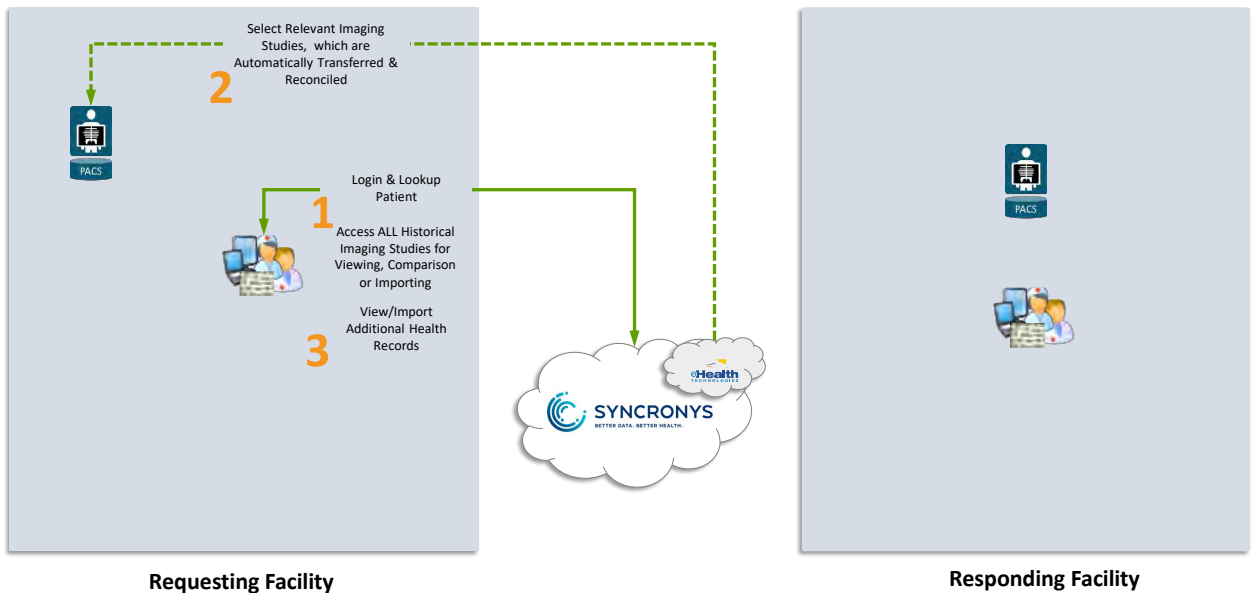 Select Relevant Imaging
Studies, which are
Automatically Transferred &
Reconciled
2
PACS
Login & Lookup
Patient
1
Access ALL Historical
Imaging Studies for
Viewing, Comparison
or Importing
View/Import
Additional Health
Records
3
eHealth
TECHNOLOGIES
SYNCRONYS
BETTER DATA. BETTER HEALTH.
PACS
Requesting Facility
Responding Facility